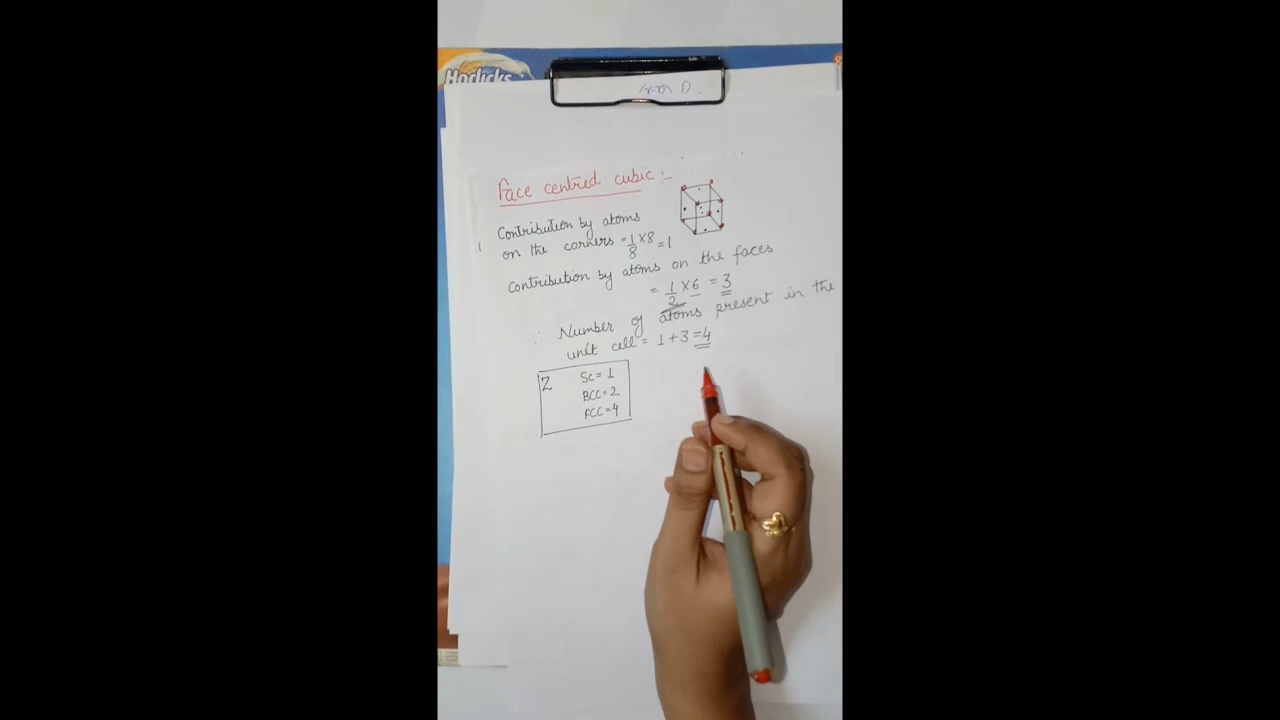 Horlicks
Face centred cubic :-
Contribution by atoms
on the corners = 1/8 × 8 = 1
Contribution by atoms on the faces
= 1/2 × 6 = 3
∴ Number of atoms present in the
unit cell = 1 + 3 = 4
Z SC = 1
BCC = 2
FCC = 4